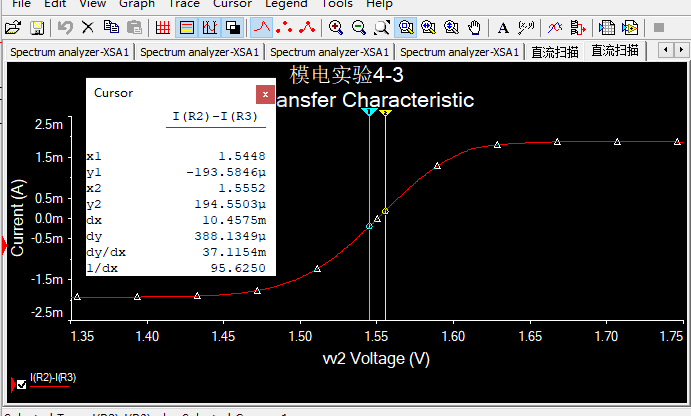 File Edit View Graph Trace Cursor Legend Tools Help
Spectrum analyzer-XSA1 Spectrum analyzer-XSA1 Spectrum analyzer-XSA1 Spectrum analyzer-XSA1 直流扫描 直流扫描
模电实验4-3
ansfer Characteristic
Cursor
I(R2)-I(R3)
x1 1.5448
y1 -193.5846μ
x2 1.5552
y2 194.5503μ
dx 10.4575m
dy 388.1349μ
dy/dx 37.1154m
1/dx 95.6250
Current (A)
2.5m
1.5m
0.5m
0.0m
-0.5m
-1.5m
-2.5m
1.35 1.40 1.45 1.50 1.55 1.60 1.65 1.70 1.75
vv2 Voltage (V)
I(R2)-I(R3)